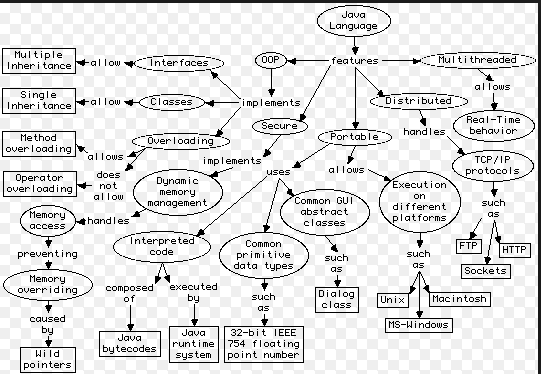 Java
Language
OOP
features
Multithreaded
Multiple
Inheritance
allow
Interfaces
allows
Single
Inheritance
allow
Classes
implements
Distributed
Real-Time
behavior
Secure
Portable
handles
Method
overloading
Overloading
allows
Operator
overloading
does
not
allow
implements
uses
allows
TCP/IP
protocols
Dynamic
memory
management
Common GUI
abstract
classes
Execution
on
different
platforms
such
as
Memory
access
handles
Interpreted
code
Common
primitive
data types
such
as
such
as
FTP
HTTP
Sockets
preventing
Memory
overriding
composed
of
executed
by
such
as
Dialog
class
Unix
Macintosh
MS-Windows
caused
by
Wild
pointers
Java
bytecodes
Java
runtime
system
32-bit IEEE
754 floating
point number